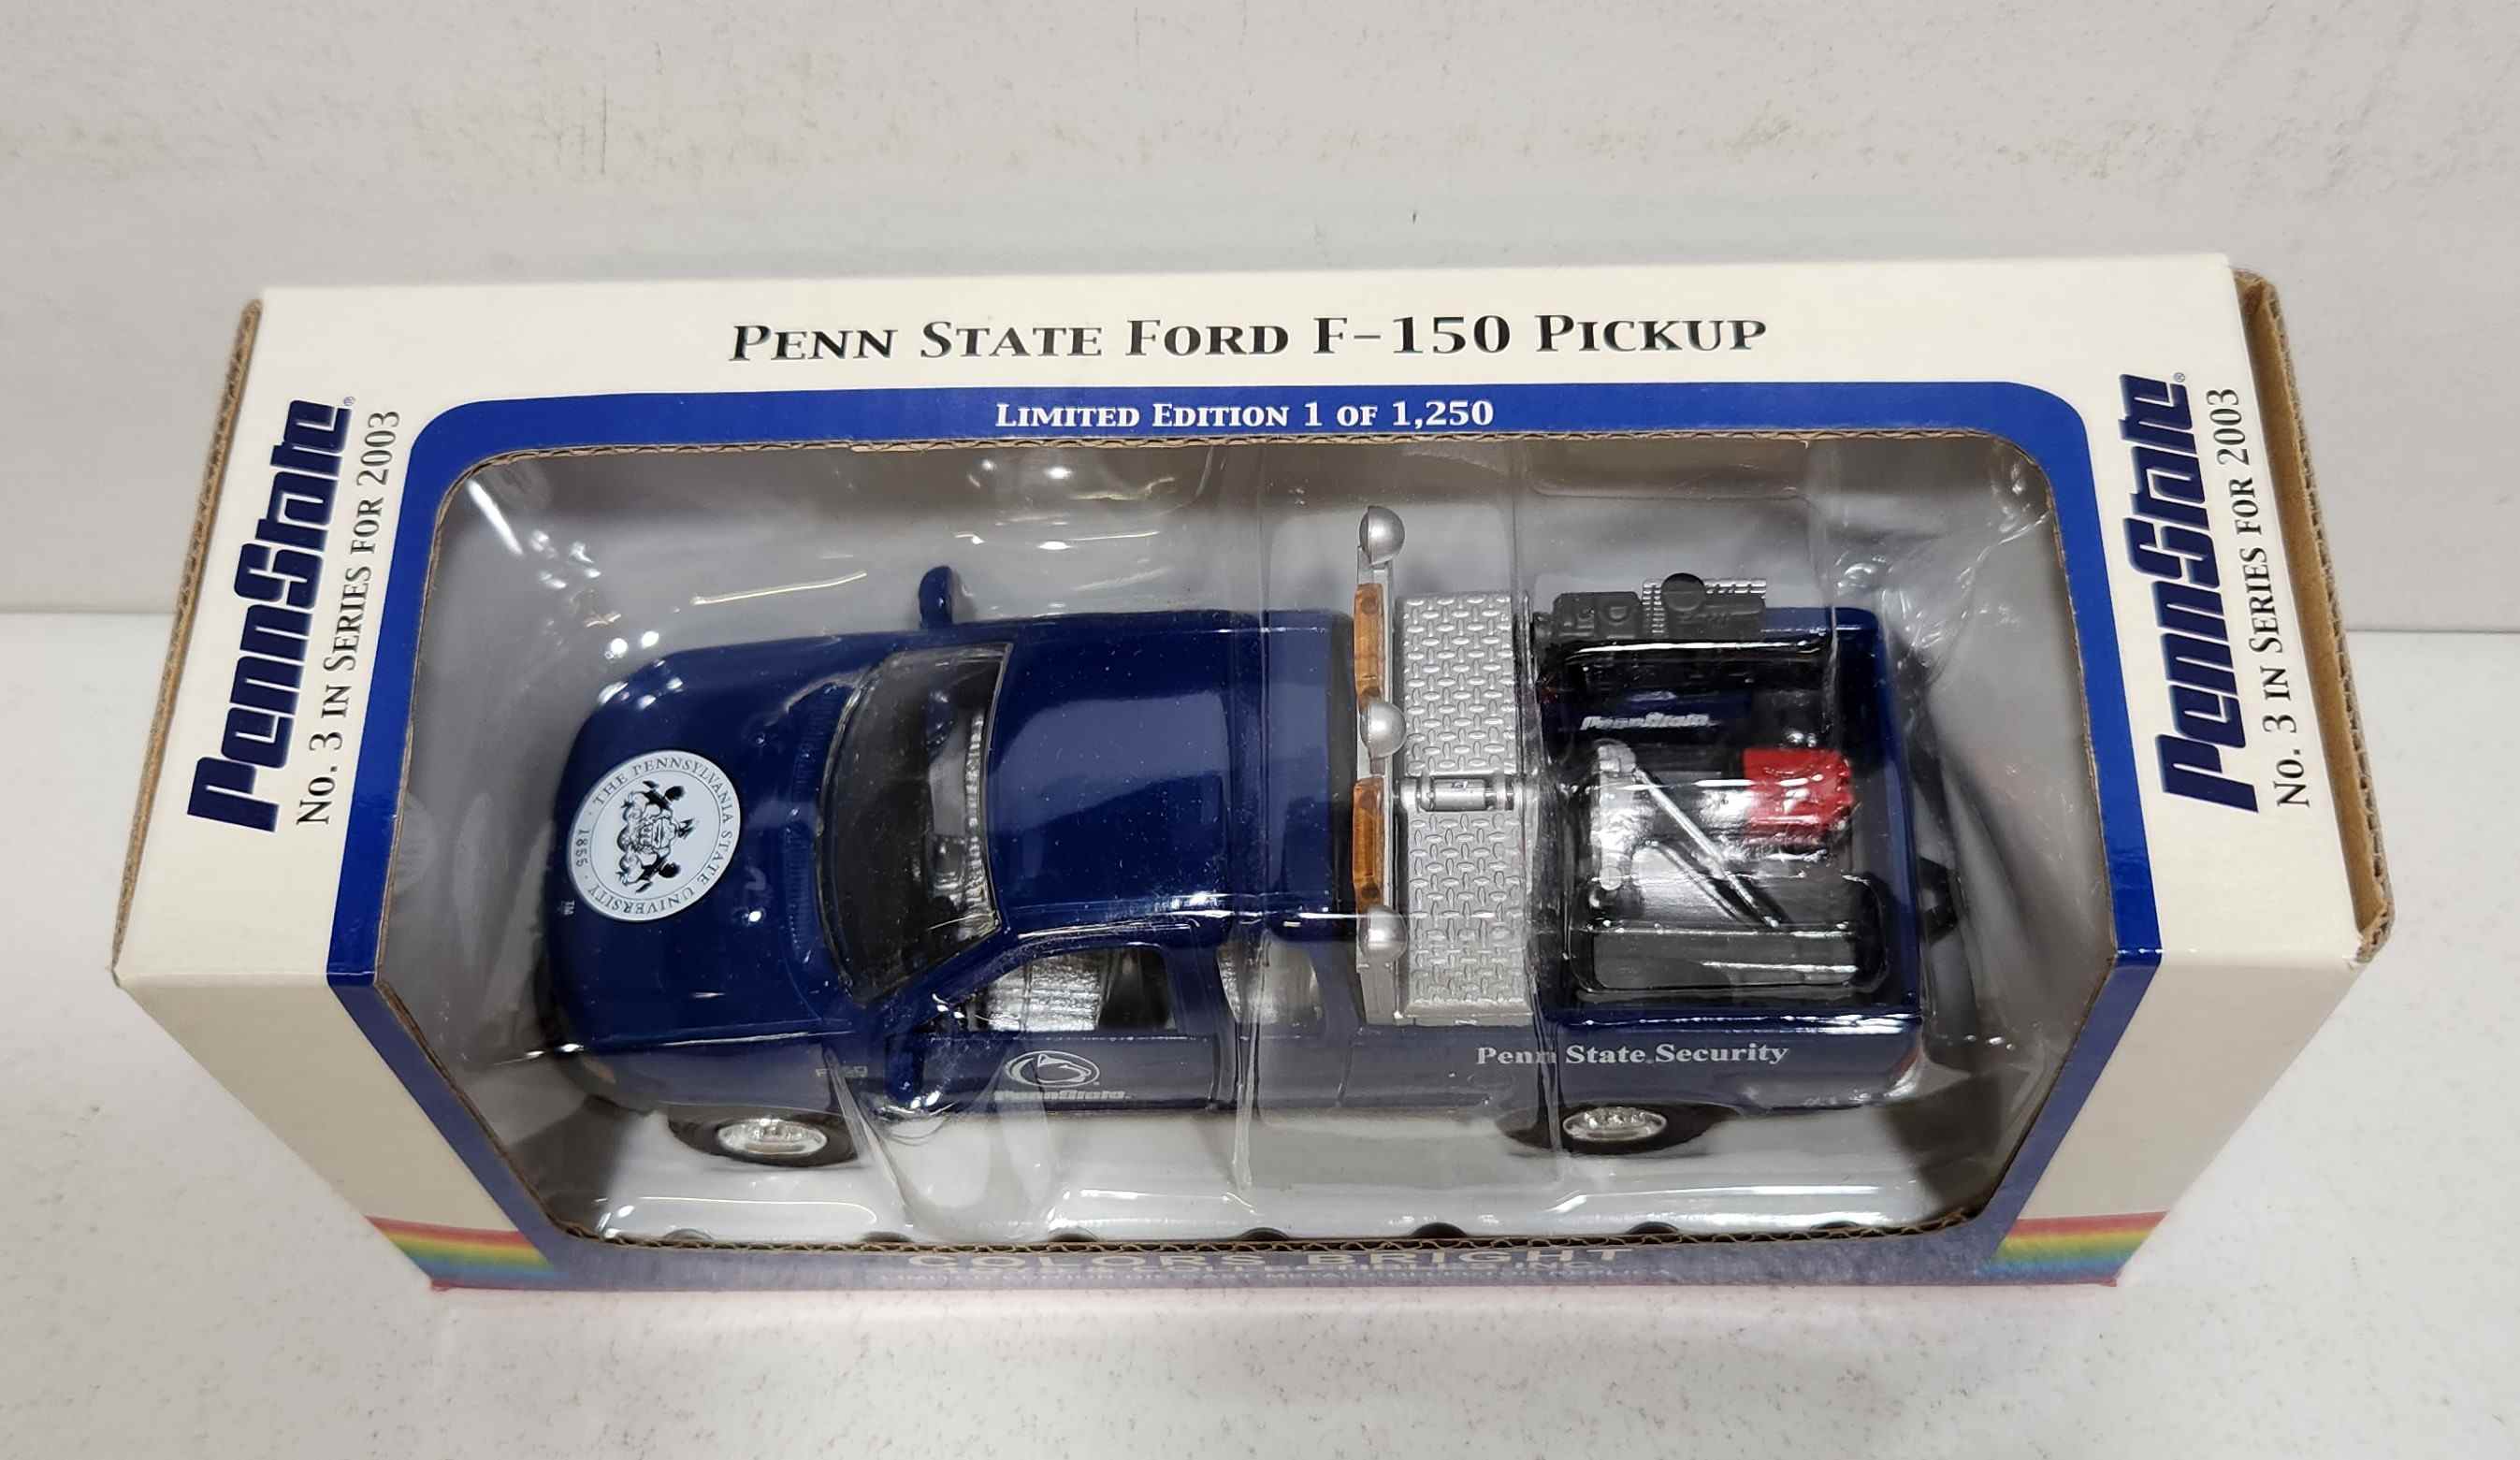 PENN STATE FORD F-150 PICKUP
LIMITED EDITION 1 OF 1,250
PennState®
NO. 3 IN SERIES FOR 2003
PennState®
NO. 3 IN SERIES FOR 2003
THE PENNSYLVANIA STATE UNIVERSITY
· 1855 ·
TM
PennState
PennState
Penn State Security
COLORS BRIGHT